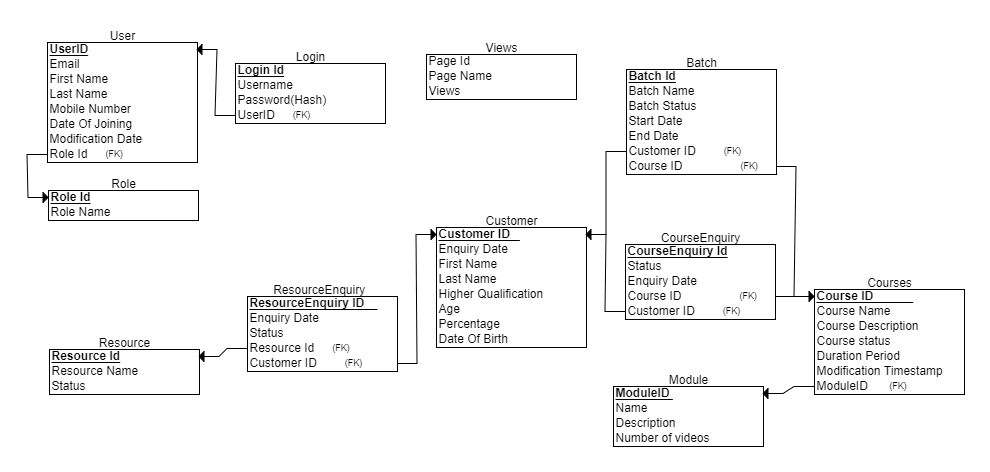 User
UserID
Email
First Name
Last Name
Mobile Number
Date Of Joining
Modification Date
Role Id (FK)
Login
Login Id
Username
Password(Hash)
UserID (FK)
Views
Page Id
Page Name
Views
Batch
Batch Id
Batch Name
Batch Status
Start Date
End Date
Customer ID (FK)
Course ID (FK)
Role
Role Id
Role Name
Customer
Customer ID
Enquiry Date
First Name
Last Name
Higher Qualification
Age
Percentage
Date Of Birth
CourseEnquiry
CourseEnquiry Id
Status
Enquiry Date
Course ID (FK)
Customer ID (FK)
ResourceEnquiry
ResourceEnquiry ID
Enquiry Date
Status
Resource Id (FK)
Customer ID (FK)
Courses
Course ID
Course Name
Course Description
Course status
Duration Period
Modification Timestamp
ModuleID (FK)
Resource
Resource Id
Resource Name
Status
Module
ModuleID
Name
Description
Number of videos